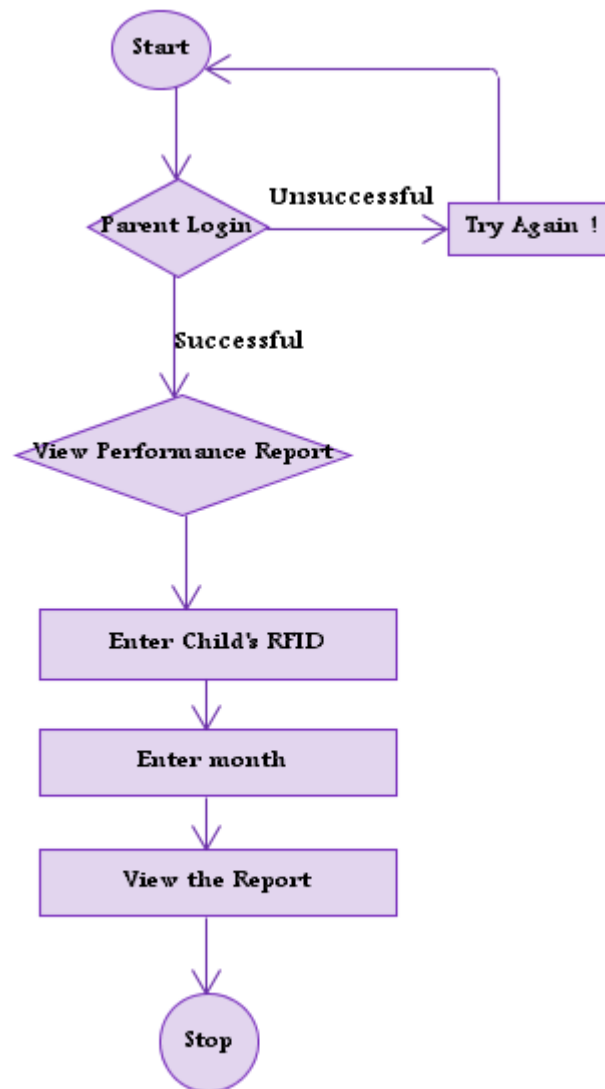 Start
Unsuccessful
Parent Login
Try Again !
Successful
View Performance Report
Enter Child's RFID
Enter month
View the Report
Stop